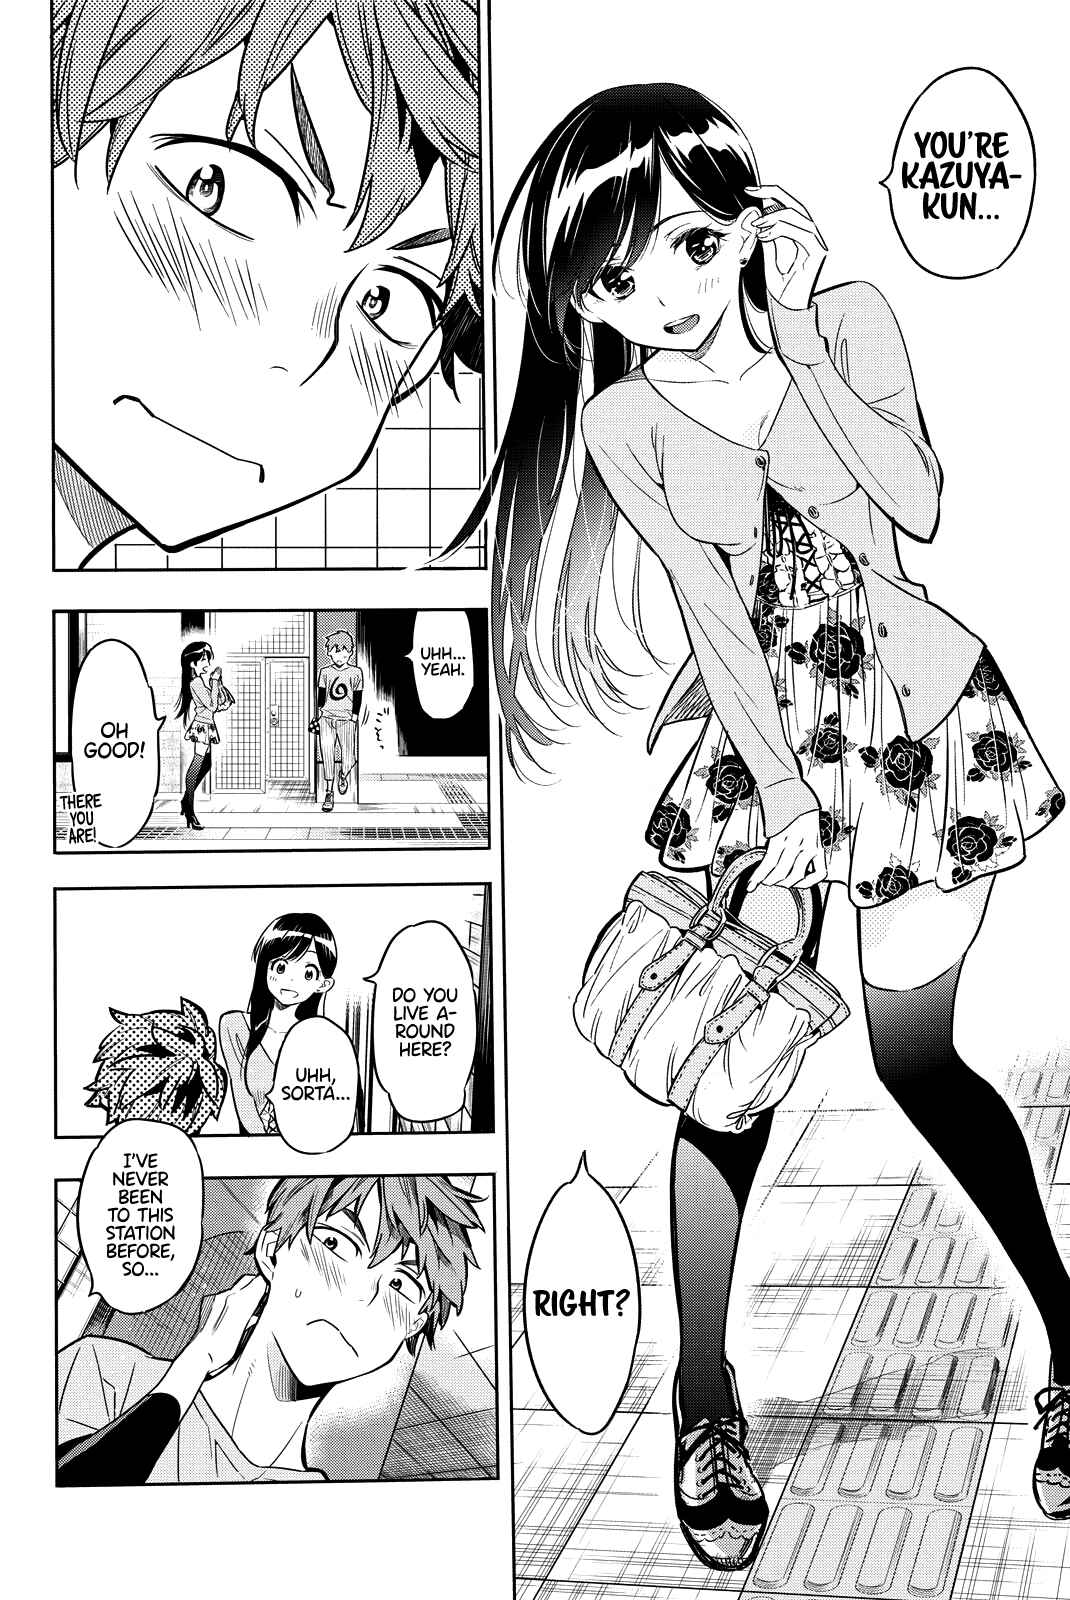 YOU'RE
KAZUYA-
KUN...
RIGHT?
UHH...
YEAH.
OH
GOOD!
THERE
YOU
ARE!
DO YOU
LIVE A-
ROUND
HERE?
UHH,
SORTA...
I'VE
NEVER
BEEN
TO THIS
STATION
BEFORE,
SO...